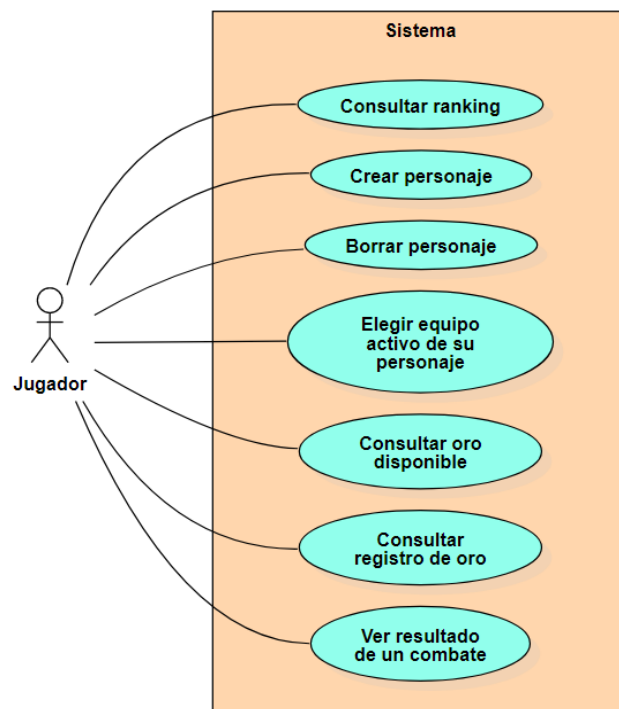 Sistema
Consultar ranking
Crear personaje
Borrar personaje
Elegir equipo
activo de su
personaje
Jugador
Consultar oro
disponible
Consultar
registro de oro
Ver resultado
de un combate